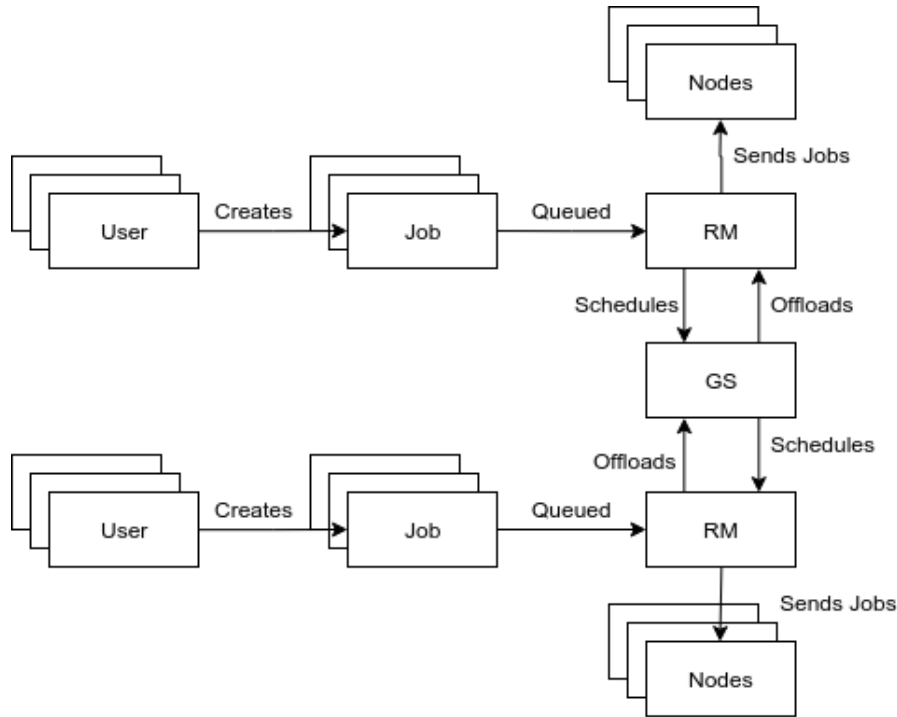 Nodes
Sends Jobs
User
Creates
Job
Queued
RM
Schedules
Offloads
GS
Offloads
Schedules
User
Creates
Job
Queued
RM
Sends Jobs
Nodes